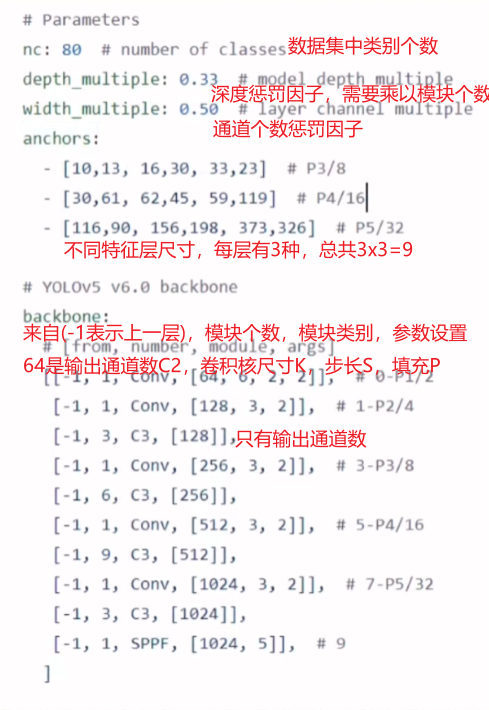 # Parameters
nc: 80 # number of classes 数据集中类别个数
depth_multiple: 0.33 # model depth multiple
深度惩罚因子，需要乘以模块个数
width_multiple: 0.50 # layer channel multiple
通道个数惩罚因子
anchors:
- [10,13, 16,30, 33,23] # P3/8
- [30,61, 62,45, 59,119] # P4/16
- [116,90, 156,198, 373,326] # P5/32
不同特征层尺寸，每层有3种，总共3x3=9
# YOLOv5 v6.0 backbone
backbone:
来自(-1表示上一层)，模块个数，模块类别，参数设置
# [from, number, module, args]
64是输出通道数C2，卷积核尺寸K，步长S，填充P
[[-1, 1, Conv, [64, 6, 2, 2]], # 0-P1/2
[-1, 1, Conv, [128, 3, 2]], # 1-P2/4
[-1, 3, C3, [128]], 只有输出通道数
[-1, 1, Conv, [256, 3, 2]], # 3-P3/8
[-1, 6, C3, [256]],
[-1, 1, Conv, [512, 3, 2]], # 5-P4/16
[-1, 9, C3, [512]],
[-1, 1, Conv, [1024, 3, 2]], # 7-P5/32
[-1, 3, C3, [1024]],
[-1, 1, SPPF, [1024, 5]], # 9
]